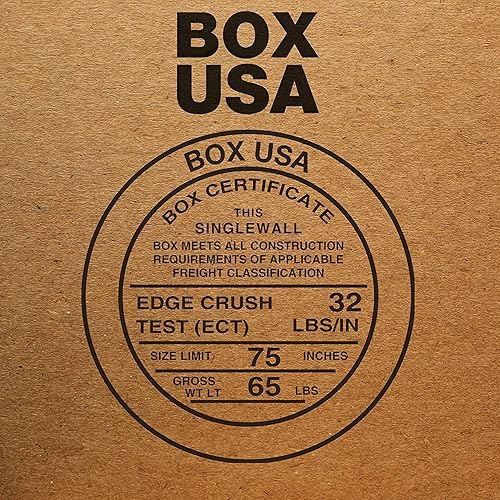 BOX
USA
BOX USA
BOX CERTIFICATE
THIS
SINGLEWALL
BOX MEETS ALL CONSTRUCTION
REQUIREMENTS OF APPLICABLE
FREIGHT CLASSIFICATION
EDGE CRUSH 32
TEST (ECT) LBS/IN
SIZE LIMIT 75 INCHES
GROSS
WT LT 65 LBS